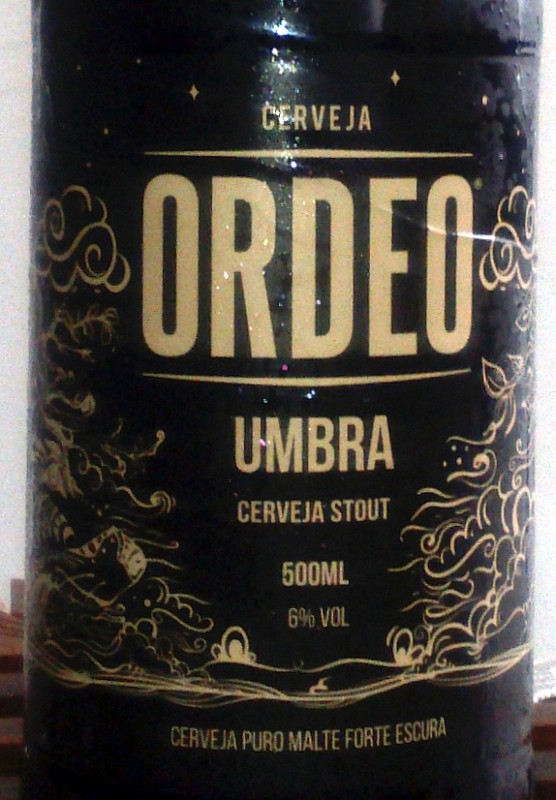 CERVEJA
ORDEO
UMBRA
CERVEJA STOUT
500ML
6% VOL
CERVEJA PURO MALTE FORTE ESCURA